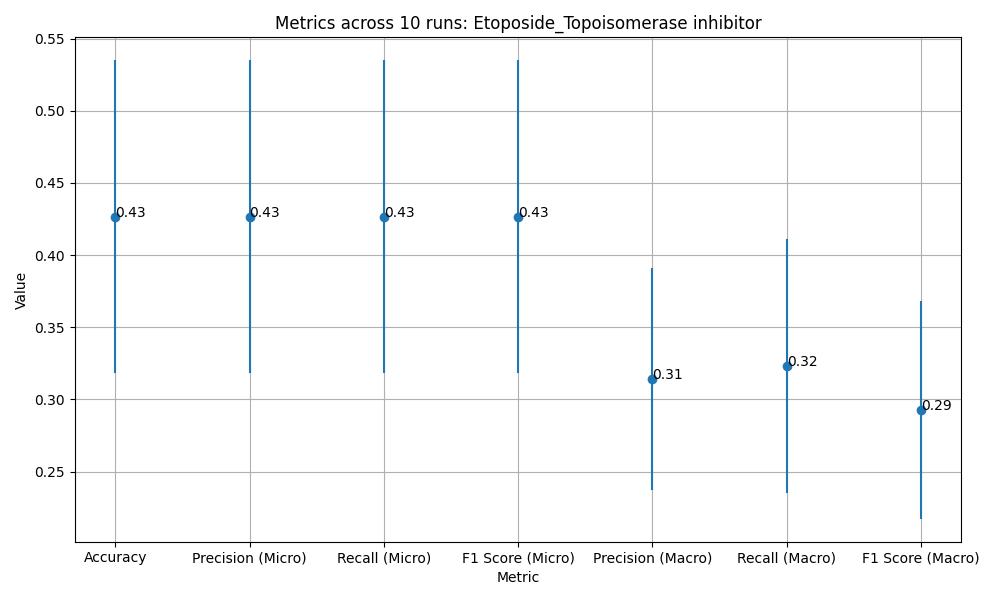 Metrics across 10 runs: Etoposide_Topoisomerase inhibitor
0.55
0.50
0.45
0.40
0.35
0.30
0.25
Value
0.43
0.43
0.43
0.43
0.31
0.32
0.29
Accuracy
Precision (Micro)
Recall (Micro)
F1 Score (Micro)
Precision (Macro)
Recall (Macro)
F1 Score (Macro)
Metric